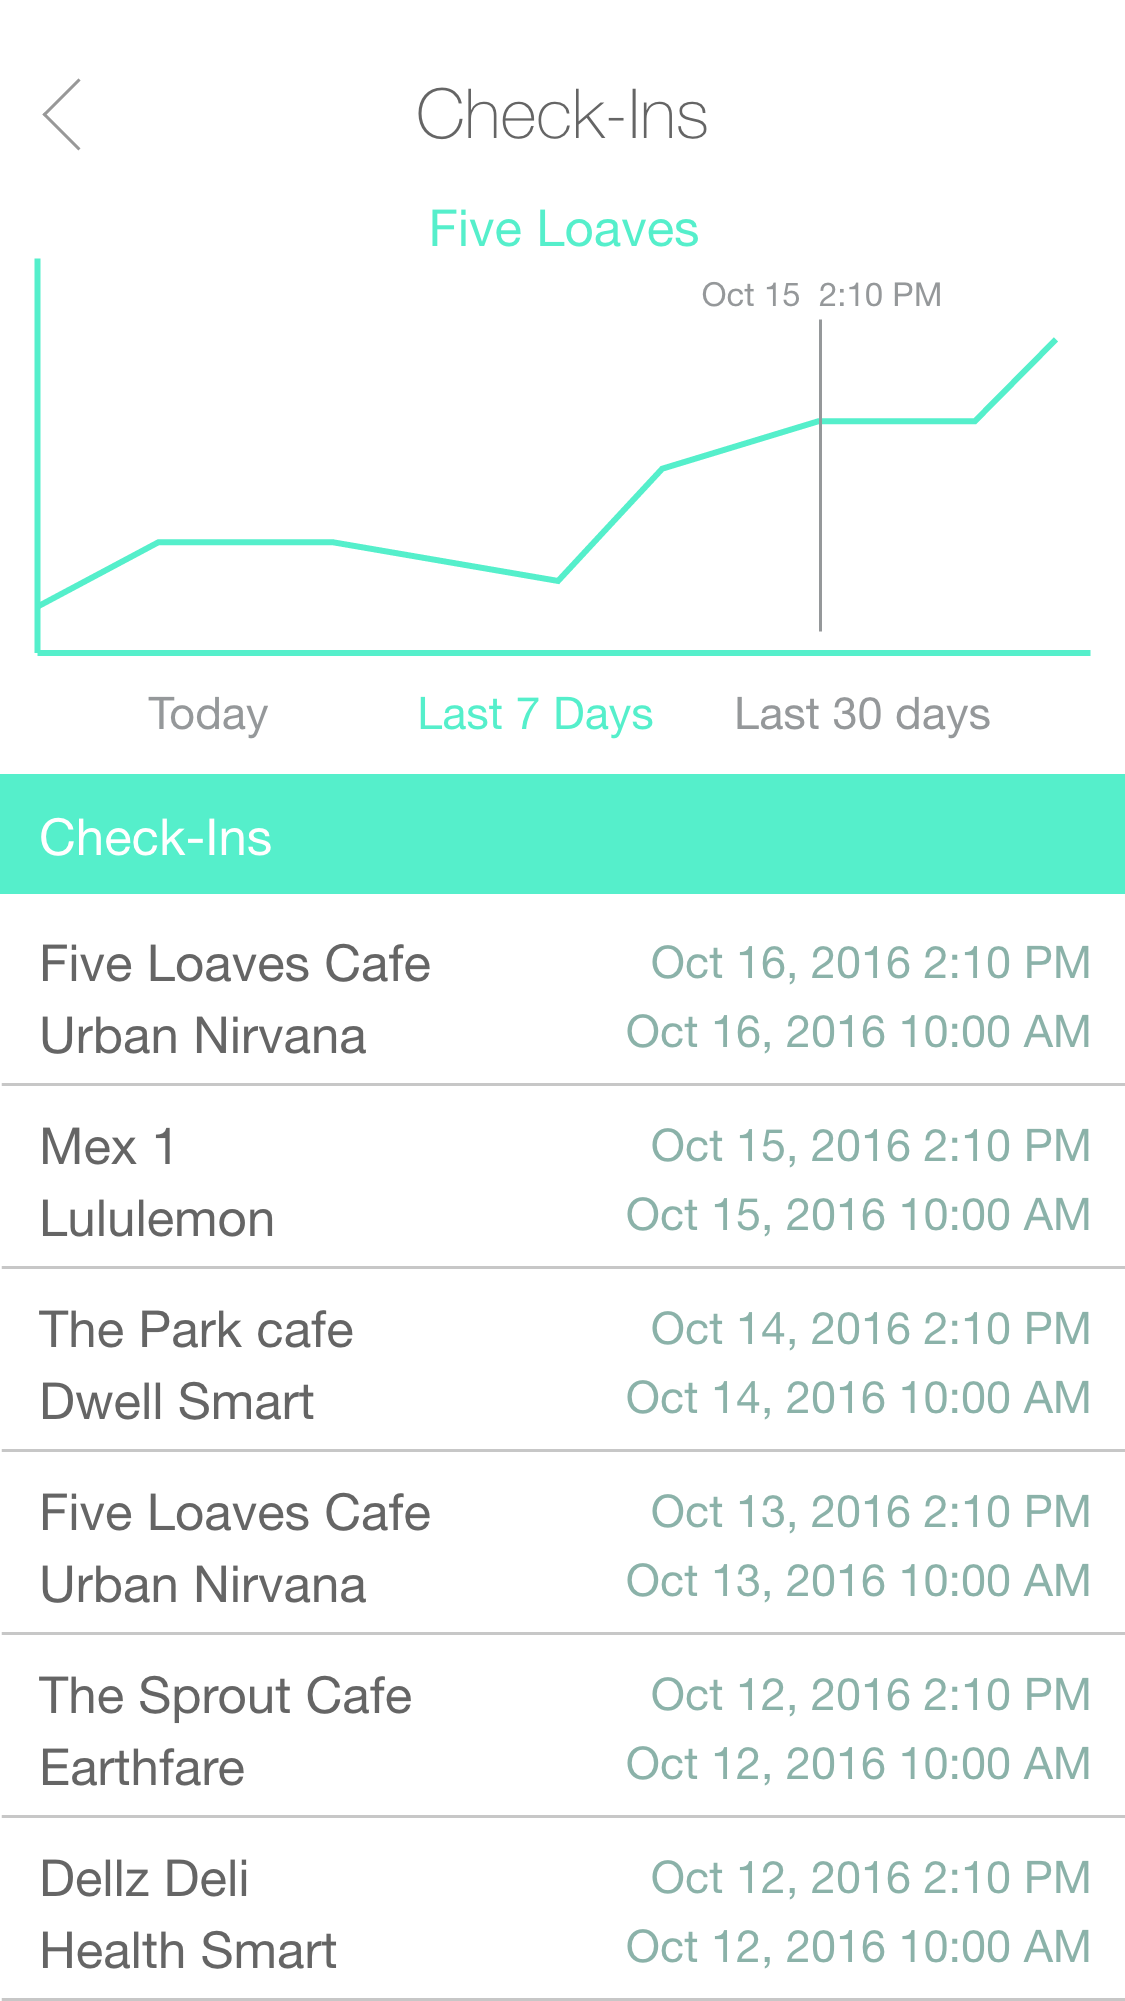 Check-Ins
Five Loaves
Oct 15 2:10 PM
Today Last 7 Days Last 30 days
Check-Ins
Five Loaves Cafe Oct 16, 2016 2:10 PM
Urban Nirvana Oct 16, 2016 10:00 AM
Mex 1 Oct 15, 2016 2:10 PM
Lululemon Oct 15, 2016 10:00 AM
The Park cafe Oct 14, 2016 2:10 PM
Dwell Smart Oct 14, 2016 10:00 AM
Five Loaves Cafe Oct 13, 2016 2:10 PM
Urban Nirvana Oct 13, 2016 10:00 AM
The Sprout Cafe Oct 12, 2016 2:10 PM
Earthfare Oct 12, 2016 10:00 AM
Dellz Deli Oct 12, 2016 2:10 PM
Health Smart Oct 12, 2016 10:00 AM